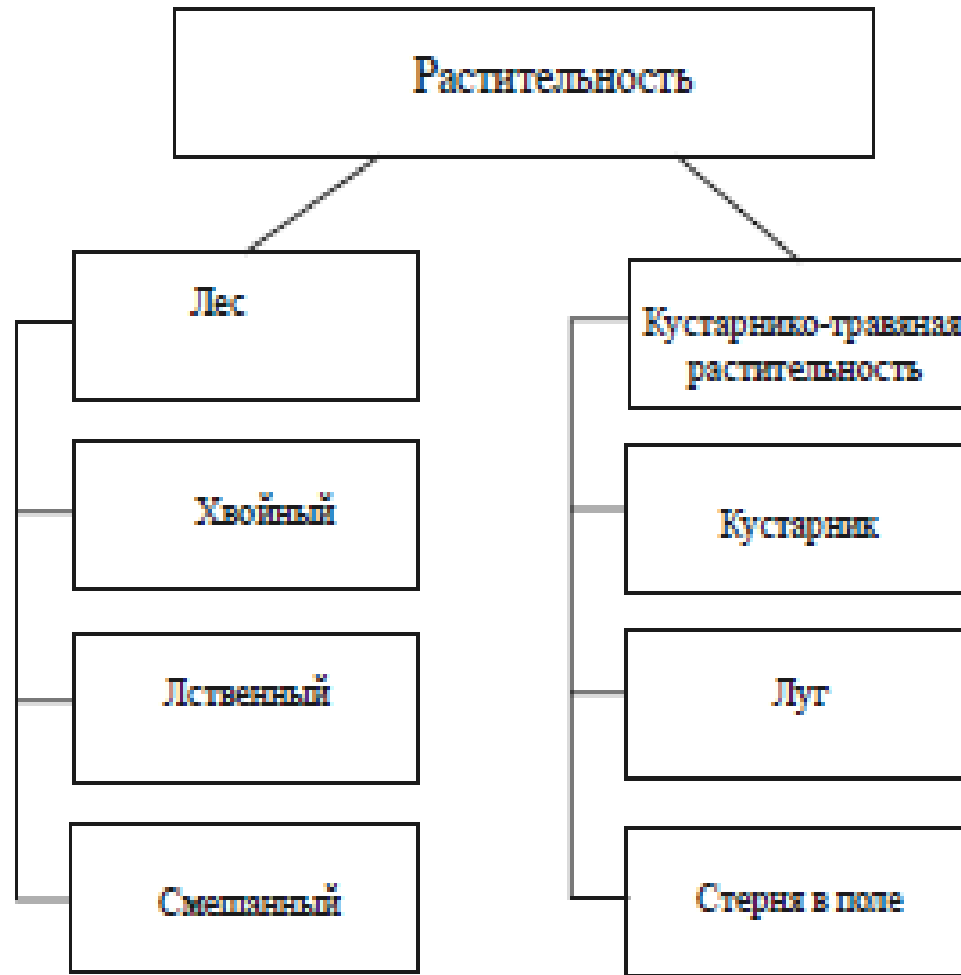 Растительность
Лес
Хвойный
Лственный
Смешанный
Кустарнико-травяная
растительность
Кустарник
Луг
Стерня в поле